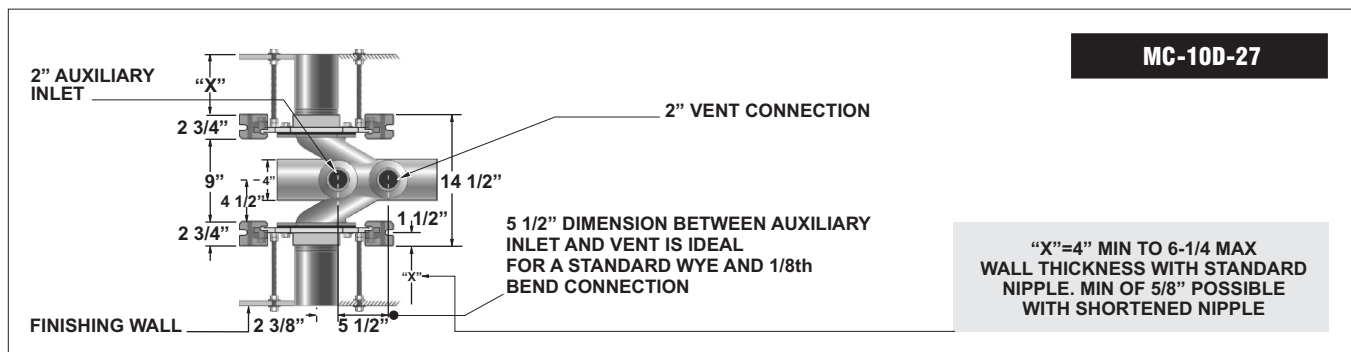 MC-10D-27
2” AUXILIARY
INLET
“X”
2” VENT CONNECTION
2 3/4”
9”
4”
4 1/2”
14 1/2”
1 1/2”
2 3/4”
5 1/2” DIMENSION BETWEEN AUXILIARY
INLET AND VENT IS IDEAL
FOR A STANDARD WYE AND 1/8th
BEND CONNECTION
“X”
FINISHING WALL
2 3/8”
5 1/2”
“X”=4” MIN TO 6-1/4 MAX
WALL THICKNESS WITH STANDARD
NIPPLE. MIN OF 5/8” POSSIBLE
WITH SHORTENED NIPPLE